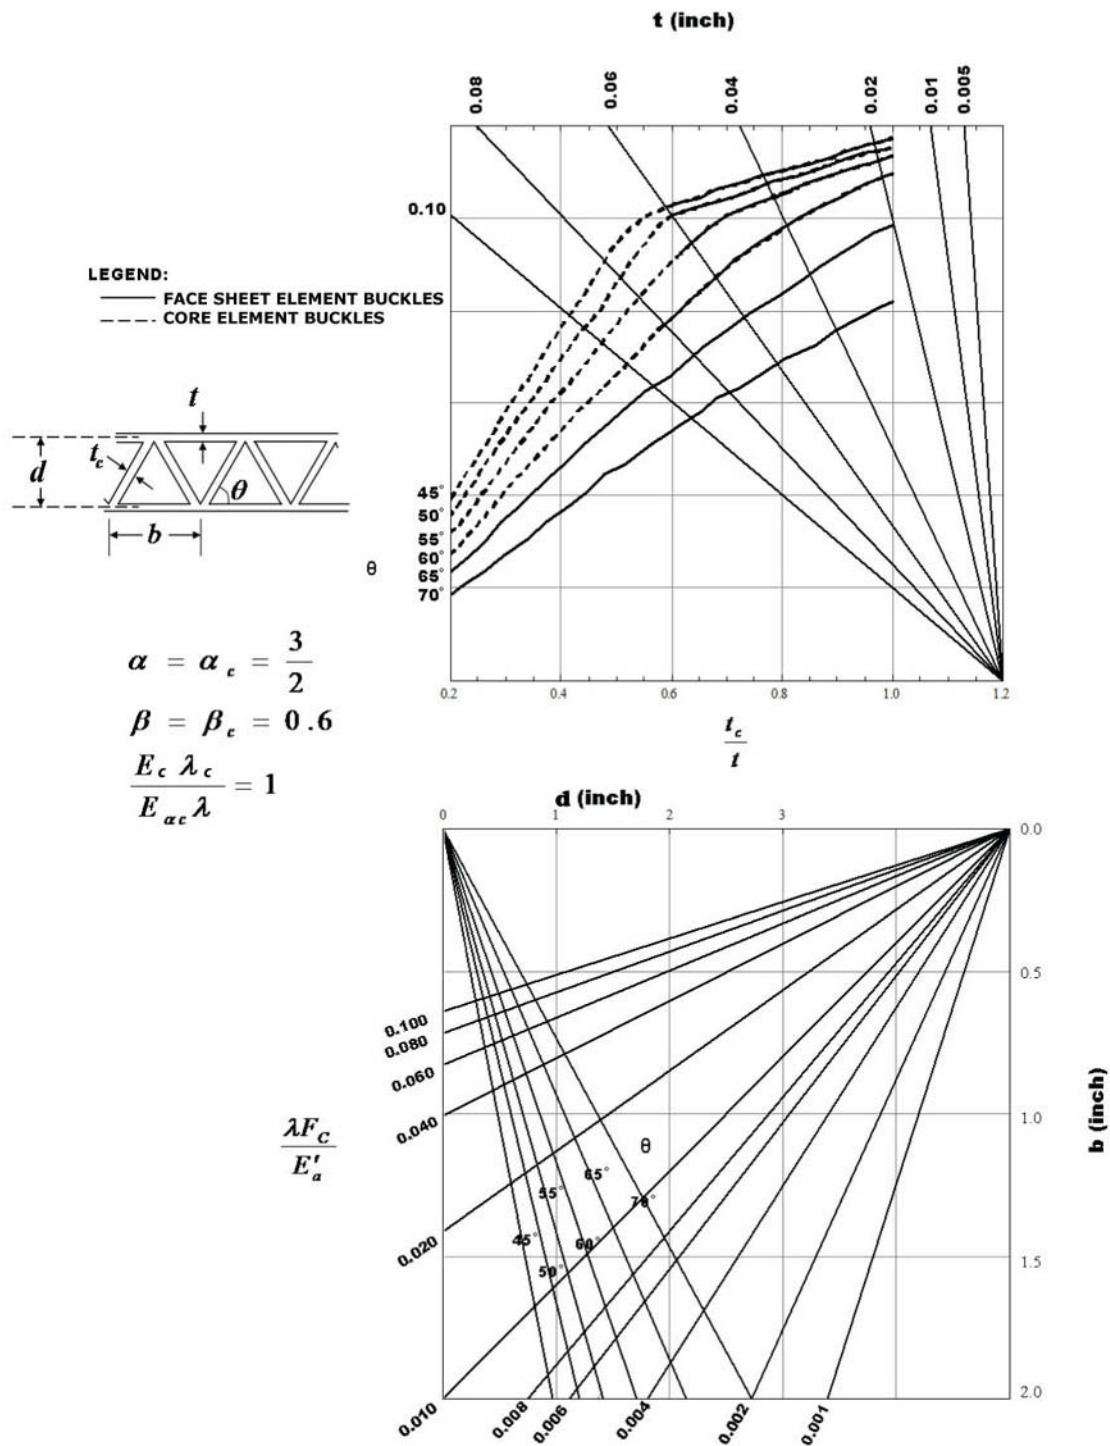 t (inch)
0.08 0.06 0.04 0.02 0.01 0.005
0.10
LEGEND:
FACE SHEET ELEMENT BUCKLES
CORE ELEMENT BUCKLES
t
t_c
d
θ
b
45°
50°
55°
60°
65°
70°
θ
0.2 0.4 0.6 0.8 1.0 1.2
t_c / t
α = α_c = 3/2
β = β_c = 0.6
E_c λ_c / E_αc λ = 1
d (inch)
0 1 2 3
0.0
0.5
1.0
1.5
2.0
b (inch)
0.100
0.080
0.060
0.040
0.020
0.010 0.008 0.006 0.004 0.002 0.001
λF_C / E'_a
θ
65°
55°
70°
45°
60°
50°